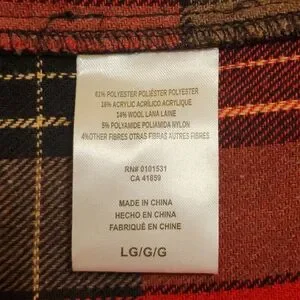 61% POLYESTER POLIÉSTER POLYESTER
16% ACRYLIC ACRÍLICO ACRYLIQUE
14% WOOL LANA LAINE
5% POLYAMIDE POLIAMIDA NYLON
4%OTHER FIBRES OTRAS FIBRAS AUTRES FIBRES
RN# 0101531
CA 41859
MADE IN CHINA
HECHO EN CHINA
FABRIQUÉ EN CHINE
LG/G/G